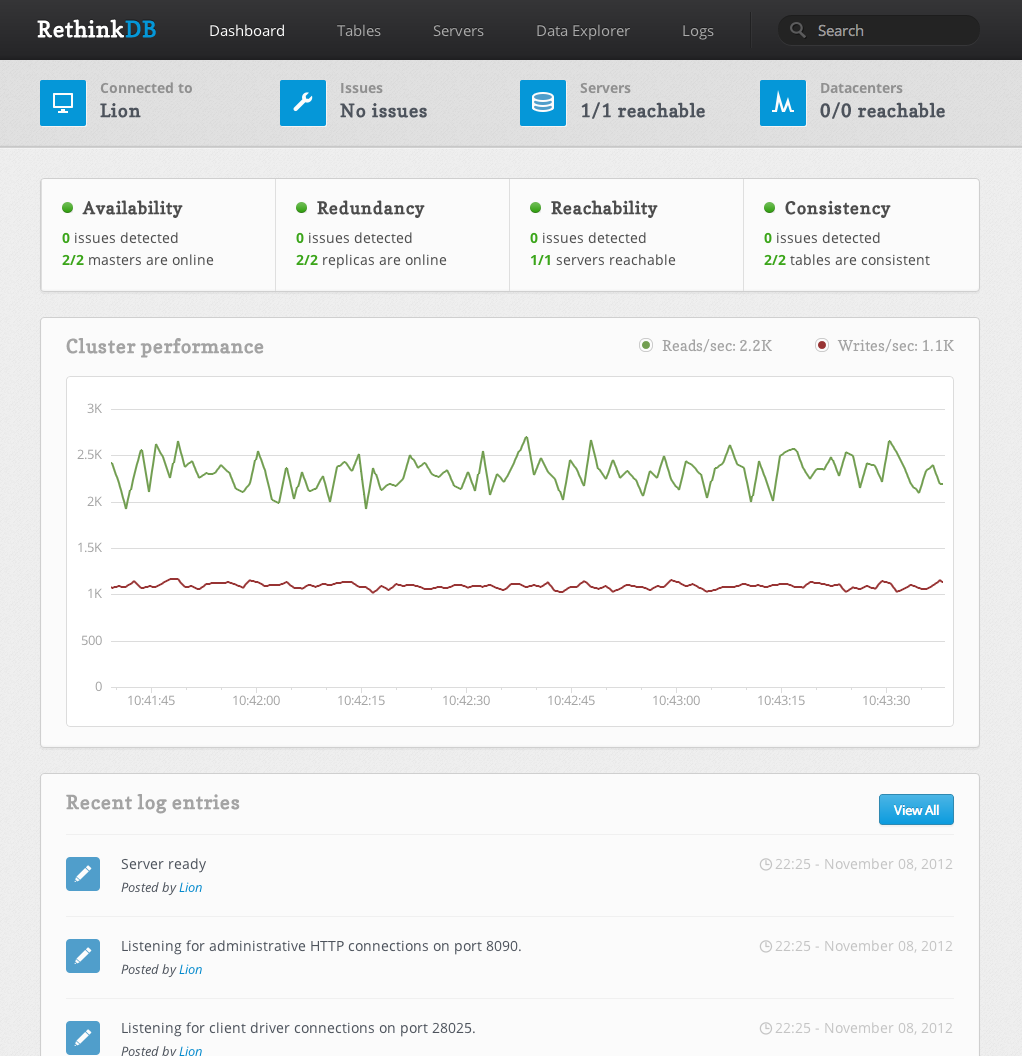 RethinkDB Dashboard Tables Servers Data Explorer Logs Search
Connected to Issues Servers Datacenters
Lion No issues 1/1 reachable 0/0 reachable
Availability Redundancy Reachability Consistency
0 issues detected 0 issues detected 0 issues detected 0 issues detected
2/2 masters are online 2/2 replicas are online 1/1 servers reachable 2/2 tables are consistent
Cluster performance Reads/sec: 2.2K Writes/sec: 1.1K
3K
2.5K
2K
1.5K
1K
500
0
10:41:45 10:42:00 10:42:15 10:42:30 10:42:45 10:43:00 10:43:15 10:43:30
Recent log entries View All
Server ready 22:25 - November 08, 2012
Posted by Lion
Listening for administrative HTTP connections on port 8090. 22:25 - November 08, 2012
Posted by Lion
Listening for client driver connections on port 28025. 22:25 - November 08, 2012
Posted by Lion